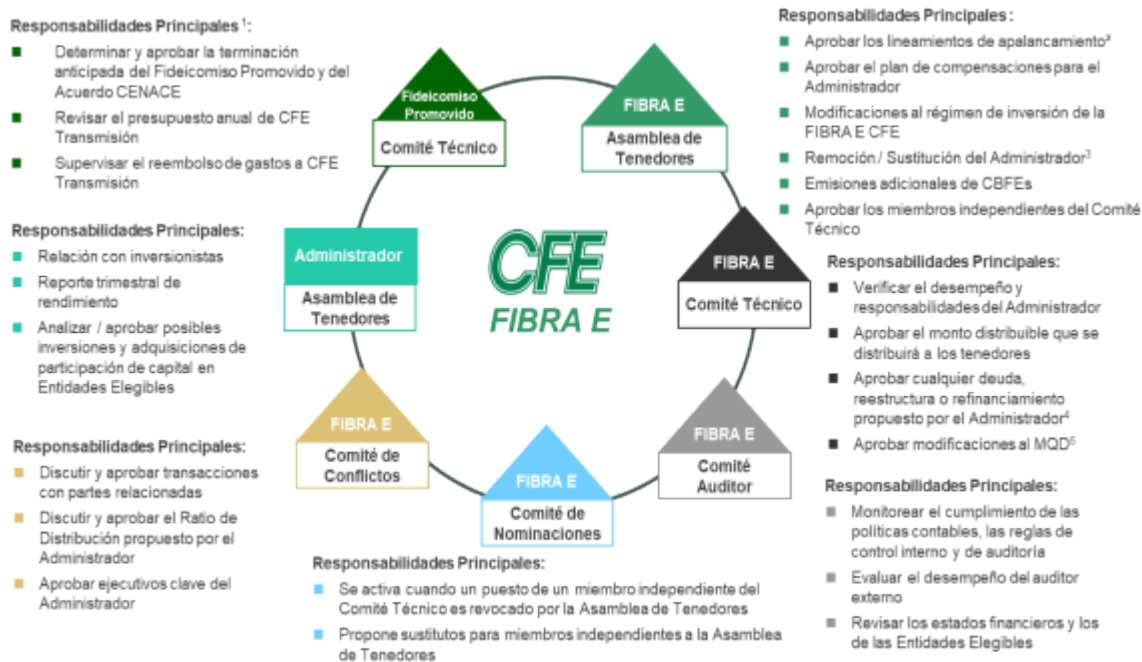 Responsabilidades Principales¹:
Determinar y aprobar la terminación
anticipada del Fideicomiso Promovido y del
Acuerdo CENACE
Revisar el presupuesto anual de CFE
Transmisión
Supervisar el reembolso de gastos a CFE
Transmisión
Fideicomiso
Promovido
Comité Técnico
FIBRA E
Asamblea de
Tenedores
Responsabilidades Principales:
Aprobar los lineamientos de apalancamiento²
Aprobar el plan de compensaciones para el
Administrador
Modificaciones al régimen de inversión de la
FIBRA E CFE
Remoción / Sustitución del Administrador³
Emisiones adicionales de CBFEs
Aprobar los miembros independientes del Comité
Técnico
Responsabilidades Principales:
Relación con inversionistas
Reporte trimestral de
rendimiento
Analizar / aprobar posibles
inversiones y adquisiciones de
participación de capital en
Entidades Elegibles
Administrador
Asamblea de
Tenedores
CFE
FIBRA E
FIBRA E
Comité Técnico
Responsabilidades Principales:
Verificar el desempeño y
responsabilidades del Administrador
Aprobar el monto distribuible que se
distribuirá a los tenedores
Aprobar cualquier deuda,
reestructura o refinanciamiento
propuesto por el Administrador⁴
Aprobar modificaciones al MQD⁵
Responsabilidades Principales:
Discutir y aprobar transacciones
con partes relacionadas
Discutir y aprobar el Ratio de
Distribución propuesto por el
Administrador
Aprobar ejecutivos clave del
Administrador
FIBRA E
Comité de
Conflictos
FIBRA E
Comité de
Nominaciones
FIBRA E
Comité
Auditor
Responsabilidades Principales:
Se activa cuando un puesto de un miembro independiente del
Comité Técnico es revocado por la Asamblea de Tenedores
Propone sustitutos para miembros independientes a la Asamblea
de Tenedores
Responsabilidades Principales:
Monitorear el cumplimiento de las
políticas contables, las reglas de
control interno y de auditoría
Evaluar el desempeño del auditor
externo
Revisar los estados financieros y los
de las Entidades Elegibles